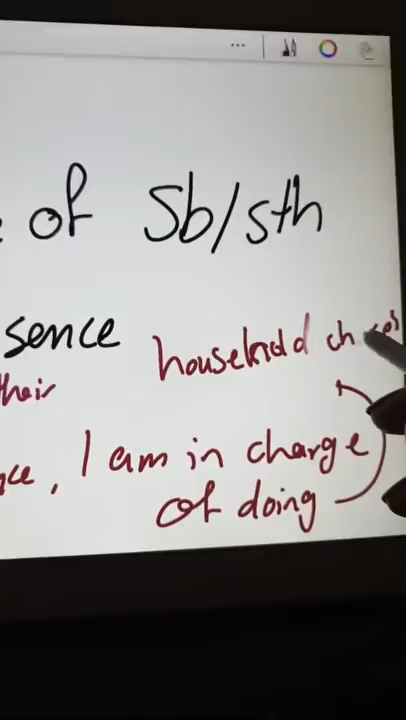 of Sb/sth
sence
household
their
, I am in charge
of doing